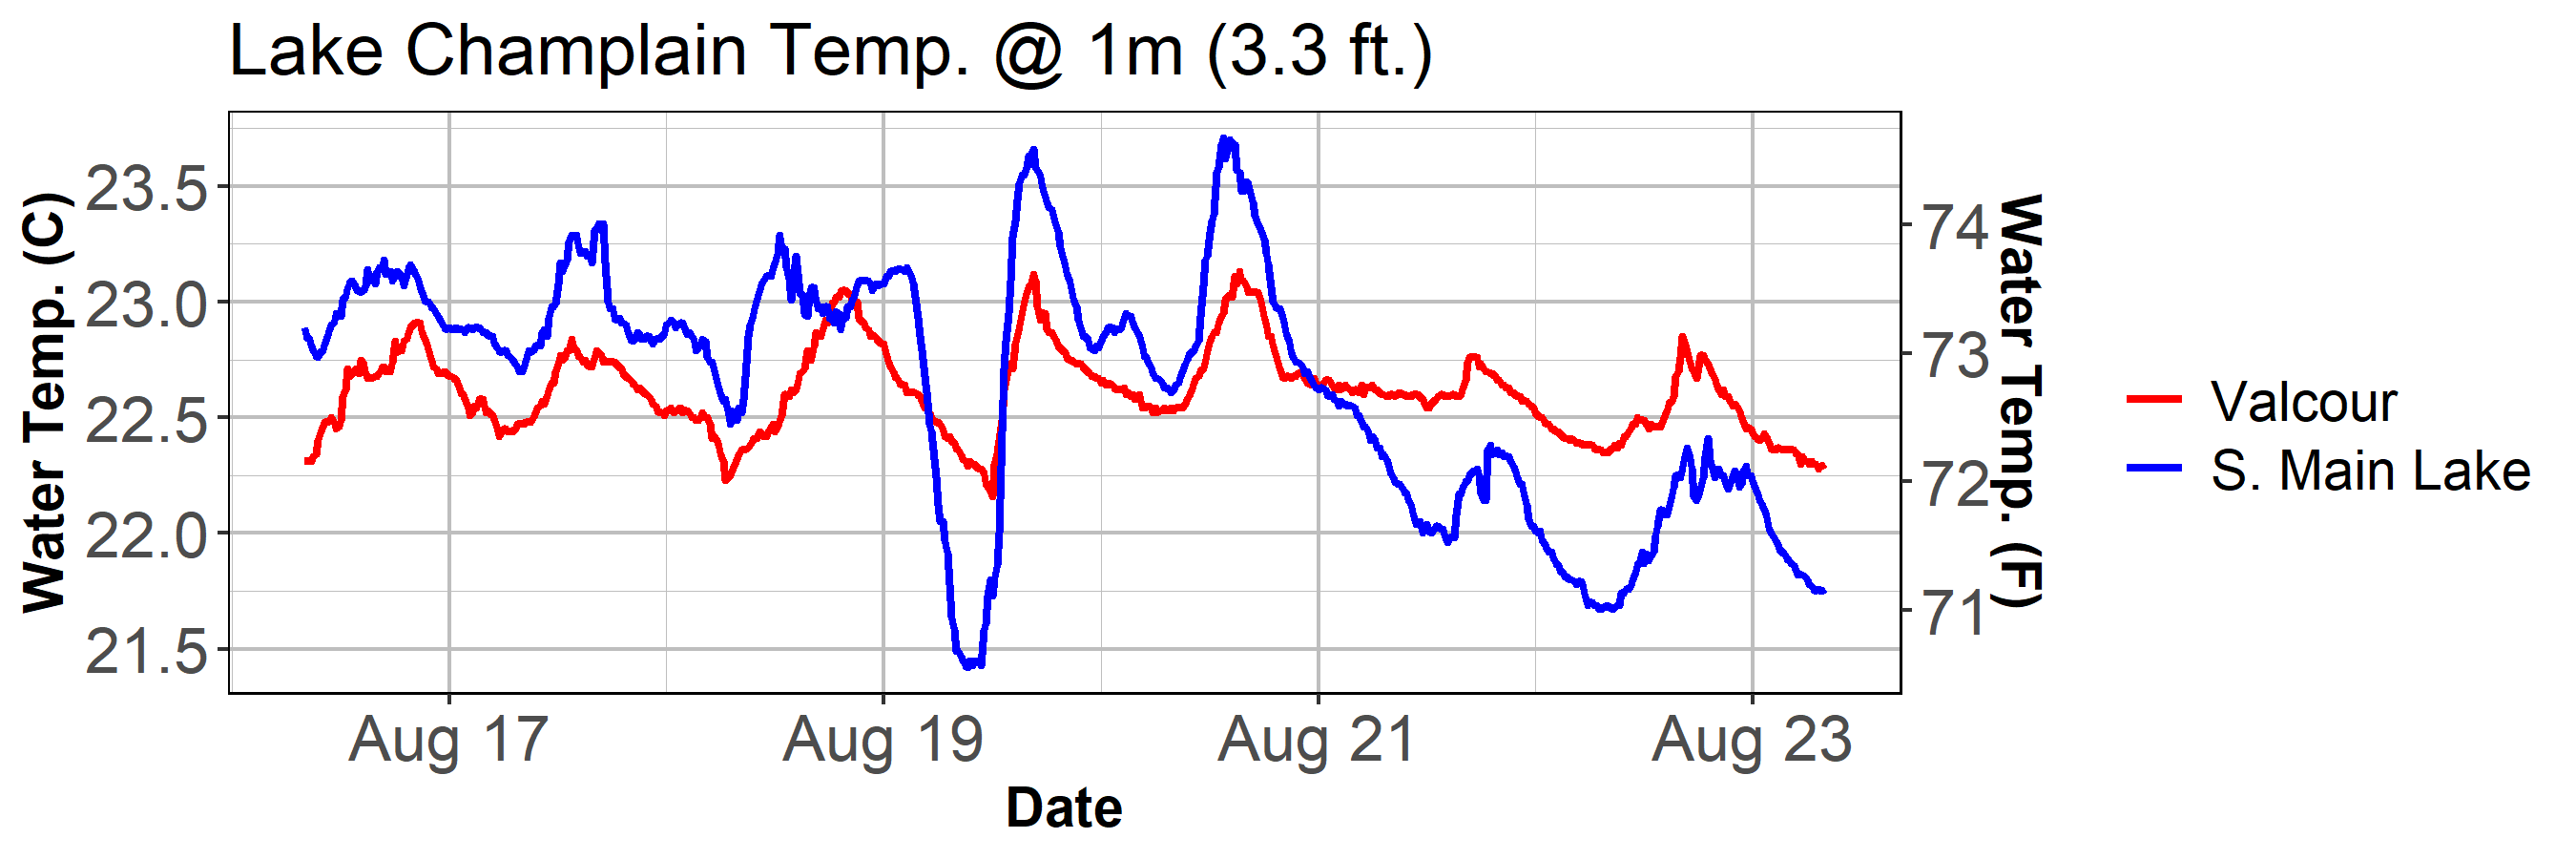 Lake Champlain Temp. @ 1m (3.3 ft.)
Water Temp. (C)
23.5
23.0
22.5
22.0
21.5
Aug 17
Aug 19
Aug 21
Aug 23
Date
74
73
72
71
Water Temp. (F)
Valcour
S. Main Lake